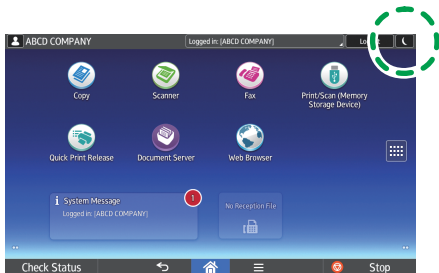 ABCD COMPANY
Logged in: [ABCD COMPANY]
Copy
Scanner
Fax
Print/Scan (Memory
Storage Device)
Quick Print Release
Document Server
Web Browser
System Message
1
Logged in: [ABCD COMPANY]
No Reception File
Check Status
Stop